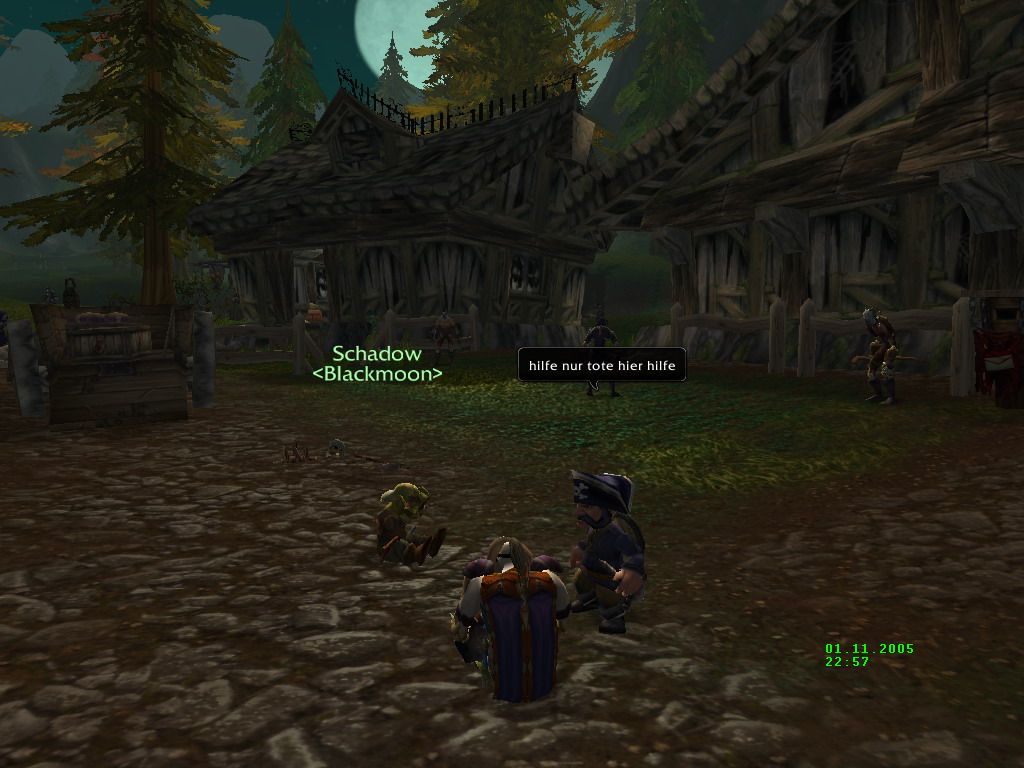 Schadow
<Blackmoon>
hilfe nur tote hier hilfe
01.11.2005
22:57